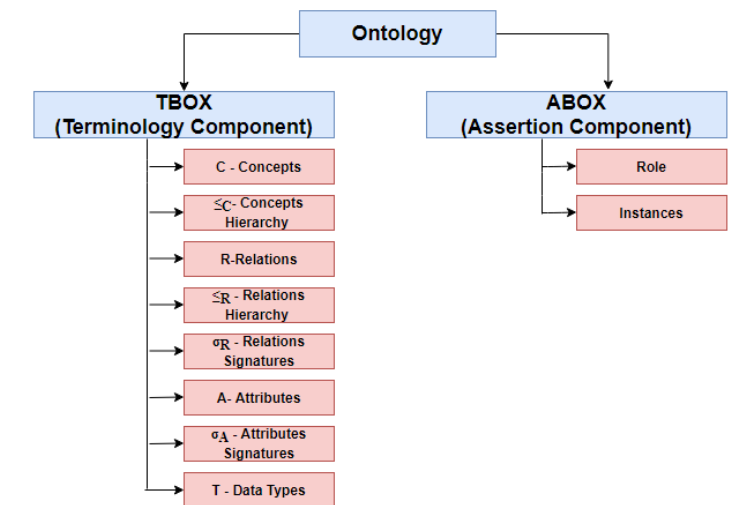 Ontology
TBOX
(Terminology Component)
C - Concepts
≤C- Concepts
Hierarchy
R-Relations
≤R - Relations
Hierarchy
σR - Relations
Signatures
A- Attributes
σA - Attributes
Signatures
T - Data Types
ABOX
(Assertion Component)
Role
Instances